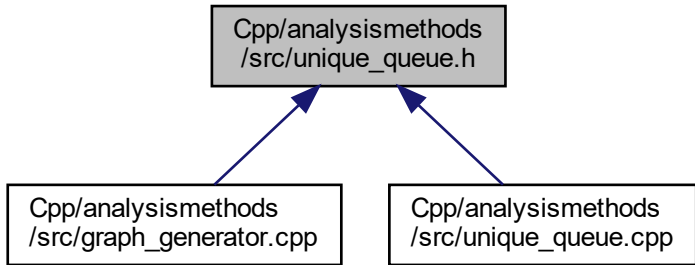 Cpp/analysismethods
/src/unique_queue.h
Cpp/analysismethods
/src/graph_generator.cpp
Cpp/analysismethods
/src/unique_queue.cpp